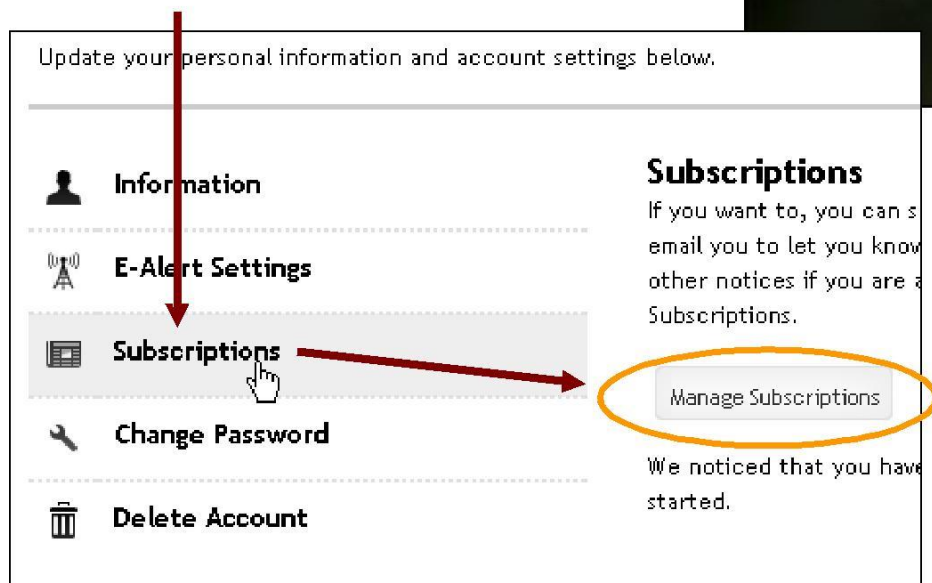 Update your personal information and account settings below.
Information
E-Alert Settings
Subscriptions
Change Password
Delete Account
Subscriptions
If you want to, you can s
email you to let you know
other notices if you are a
Subscriptions.
Manage Subscriptions
We noticed that you have
started.